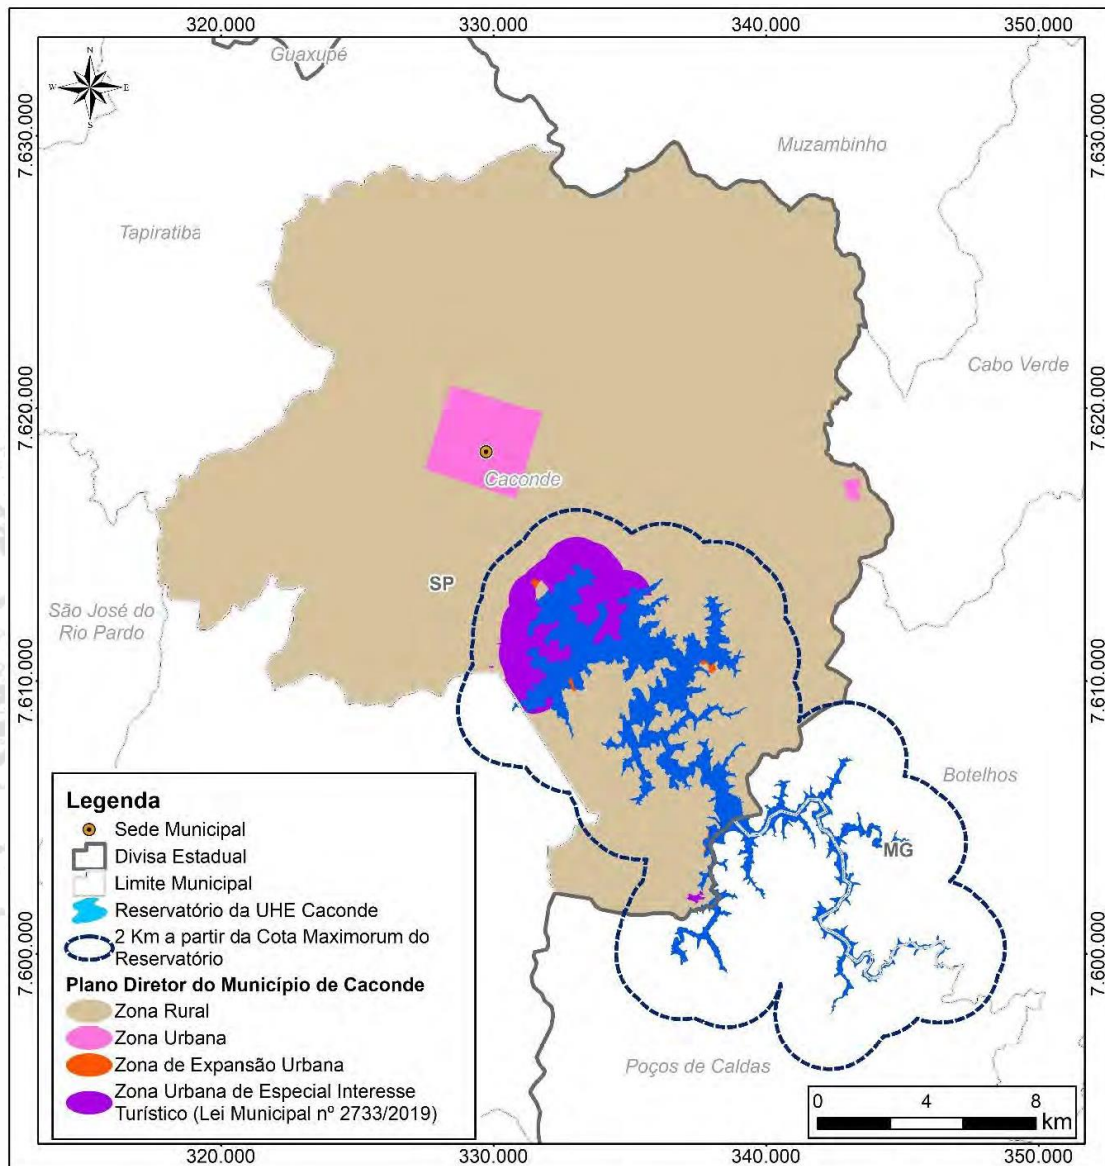 320.000
330.000
340.000
350.000
Guaxupé
N
W
E
S
7.630.000
7.630.000
Muzambinho
Tapiratiba
Cabo Verde
7.620.000
7.620.000
Caconde
SP
São José do
Rio Pardo
7.610.000
7.610.000
Botelhos
MG
7.600.000
7.600.000
Poços de Caldas
Legenda
Sede Municipal
Divisa Estadual
Limite Municipal
Reservatório da UHE Caconde
2 Km a partir da Cota Maximorum do
Reservatório
Plano Diretor do Município de Caconde
Zona Rural
Zona Urbana
Zona de Expansão Urbana
Zona Urbana de Especial Interesse
Turístico (Lei Municipal nº 2733/2019)
0
4
8
km
320.000
330.000
340.000
350.000